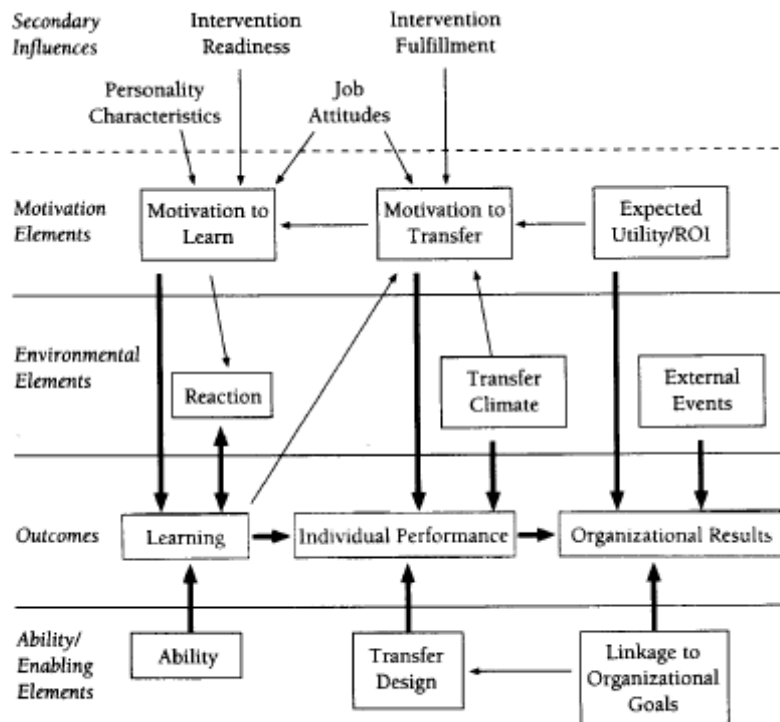 Secondary
Influences
Intervention
Readiness
Intervention
Fulfillment
Personality
Characteristics
Job
Attitudes
Motivation
Elements
Motivation to
Learn
Motivation to
Transfer
Expected
Utility/ROI
Environmental
Elements
Reaction
Transfer
Climate
External
Events
Outcomes
Learning
Individual Performance
Organizational Results
Ability/
Enabling
Elements
Ability
Transfer
Design
Linkage to
Organizational
Goals